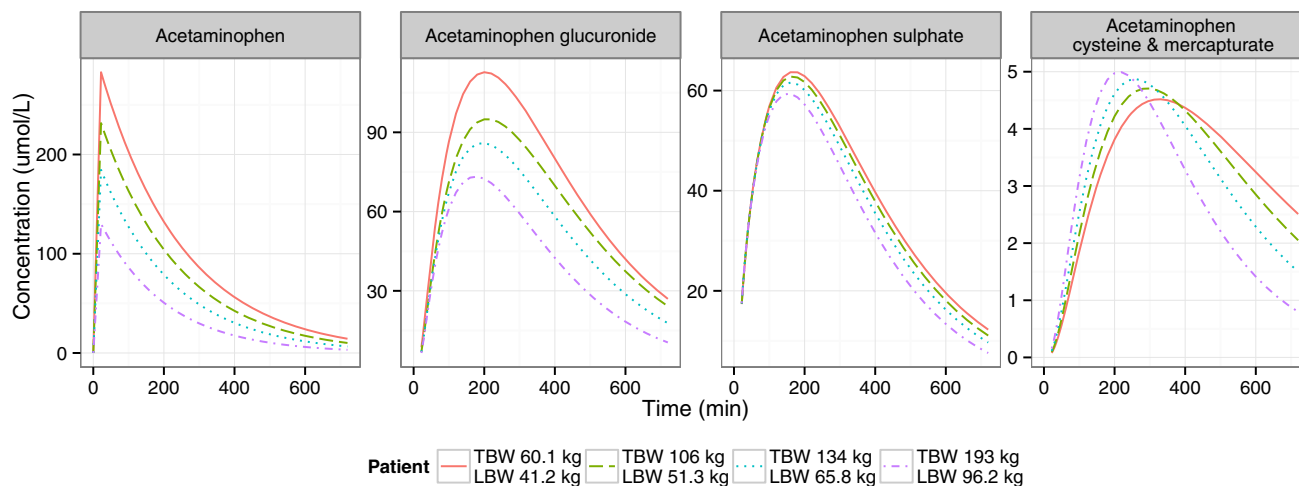 Acetaminophen
Acetaminophen glucuronide
Acetaminophen sulphate
Acetaminophen
cysteine & mercapturate
Concentration (umol/L)
200
100
0
90
60
30
60
40
20
5
4
3
2
1
0
0 200 400 600
0 200 400 600
0 200 400 600
0 200 400 600
Time (min)
Patient
TBW 60.1 kg
LBW 41.2 kg
TBW 106 kg
LBW 51.3 kg
TBW 134 kg
LBW 65.8 kg
TBW 193 kg
LBW 96.2 kg